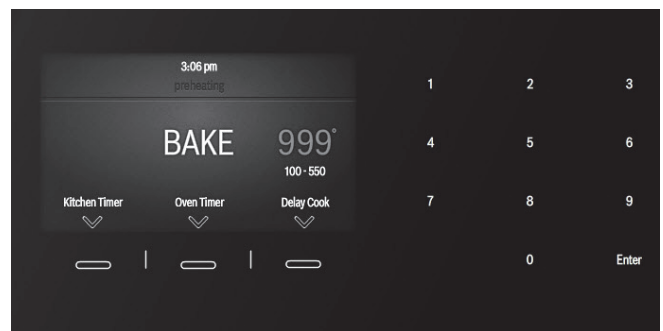 3:06 pm
preheating
BAKE 999°
100 - 550
Kitchen Timer Oven Timer Delay Cook
1 2 3
4 5 6
7 8 9
0 Enter